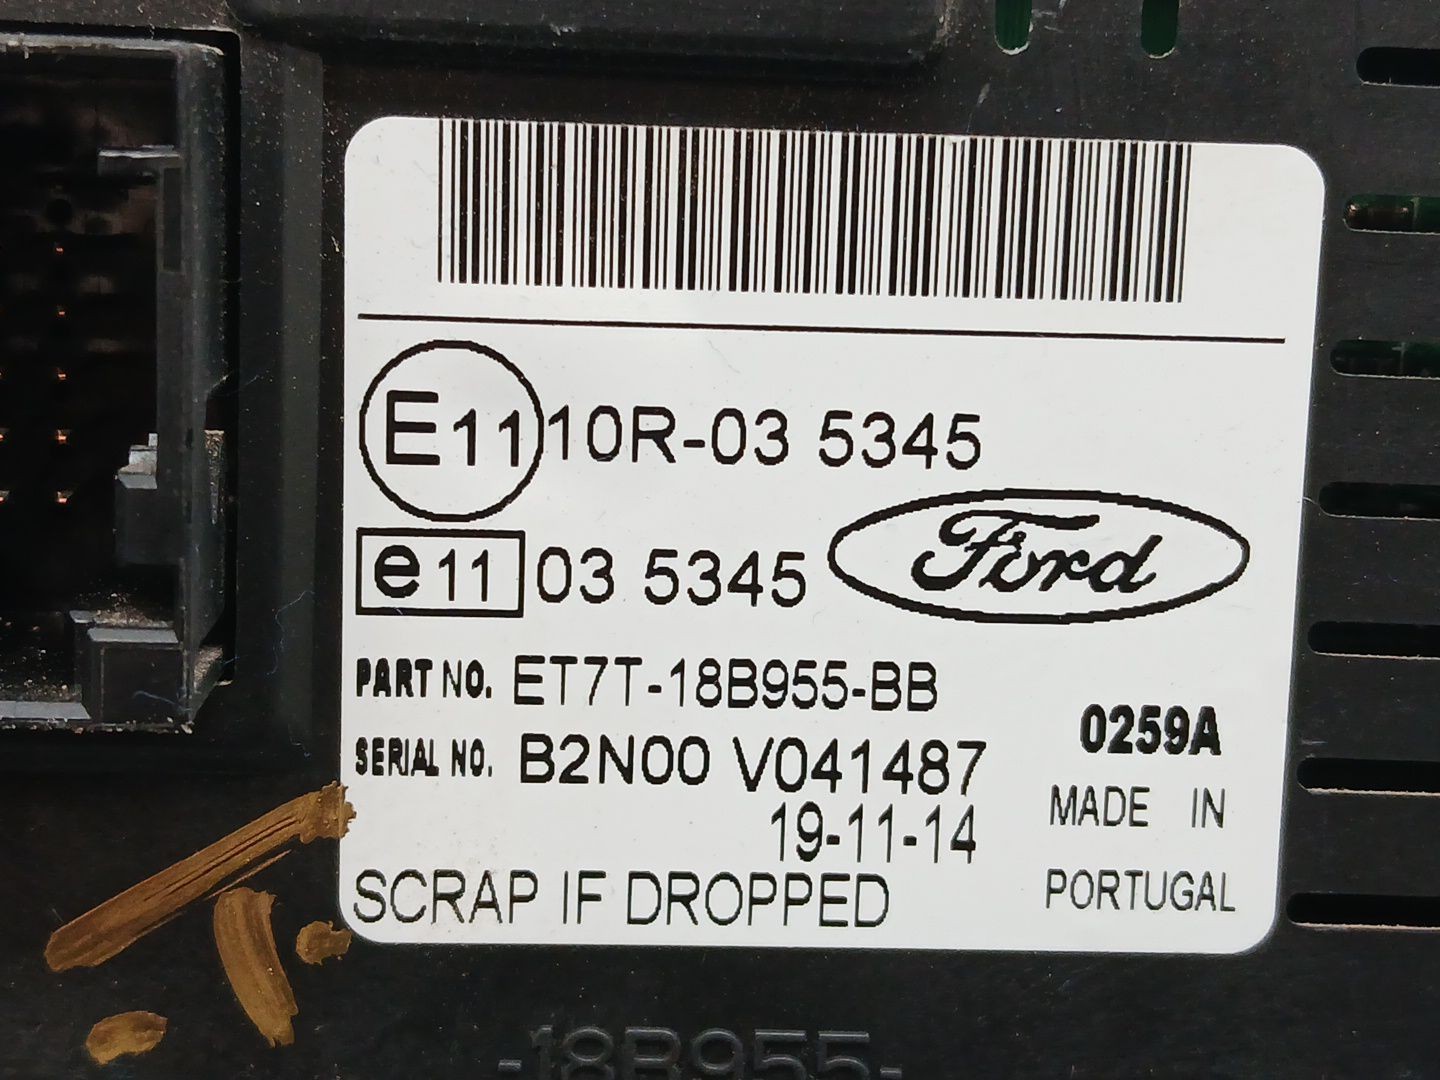 E11 10R-03 5345
e11 03 5345
Ford
PART NO. ET7T-18B955-BB
0259A
SERIAL NO. B2N00 V041487
19-11-14
MADE IN
PORTUGAL
SCRAP IF DROPPED
-18B955-